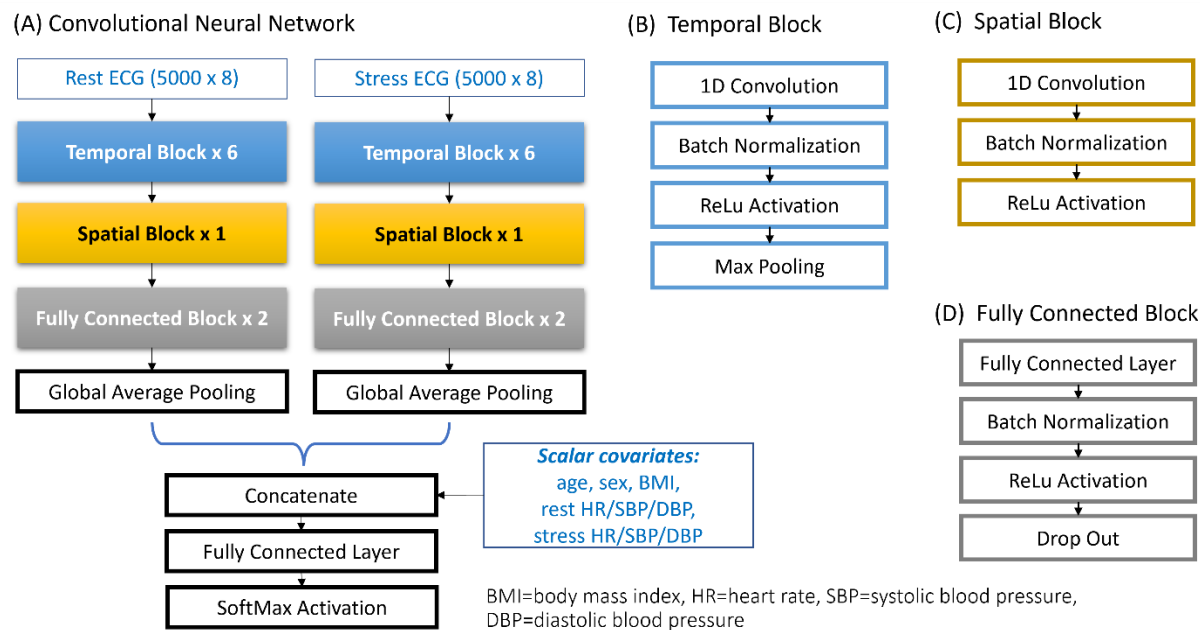 (A) Convolutional Neural Network
Rest ECG (5000 x 8)
Temporal Block x 6
Spatial Block x 1
Fully Connected Block x 2
Global Average Pooling
Stress ECG (5000 x 8)
Temporal Block x 6
Spatial Block x 1
Fully Connected Block x 2
Global Average Pooling
Concatenate
Fully Connected Layer
SoftMax Activation
Scalar covariates:
age, sex, BMI,
rest HR/SBP/DBP,
stress HR/SBP/DBP
(B) Temporal Block
1D Convolution
Batch Normalization
ReLu Activation
Max Pooling
(C) Spatial Block
1D Convolution
Batch Normalization
ReLu Activation
(D) Fully Connected Block
Fully Connected Layer
Batch Normalization
ReLu Activation
Drop Out
BMI=body mass index, HR=heart rate, SBP=systolic blood pressure,
DBP=diastolic blood pressure